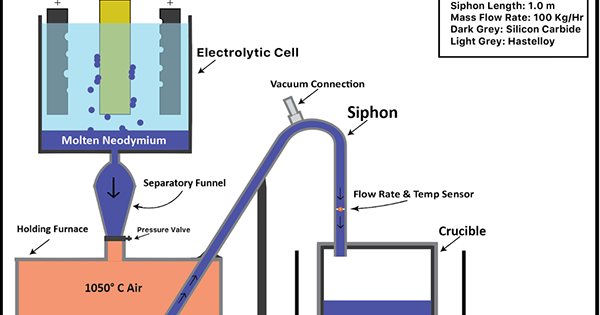 Siphon Length: 1.0 m
Mass Flow Rate: 100 Kg/Hr
Dark Grey: Silicon Carbide
Light Grey: Hastelloy
+
+
Electrolytic Cell
Vacuum Connection
Molten Neodymium
Siphon
Separatory Funnel
Flow Rate & Temp Sensor
Holding Furnace
Pressure Valve
Crucible
1050° C Air